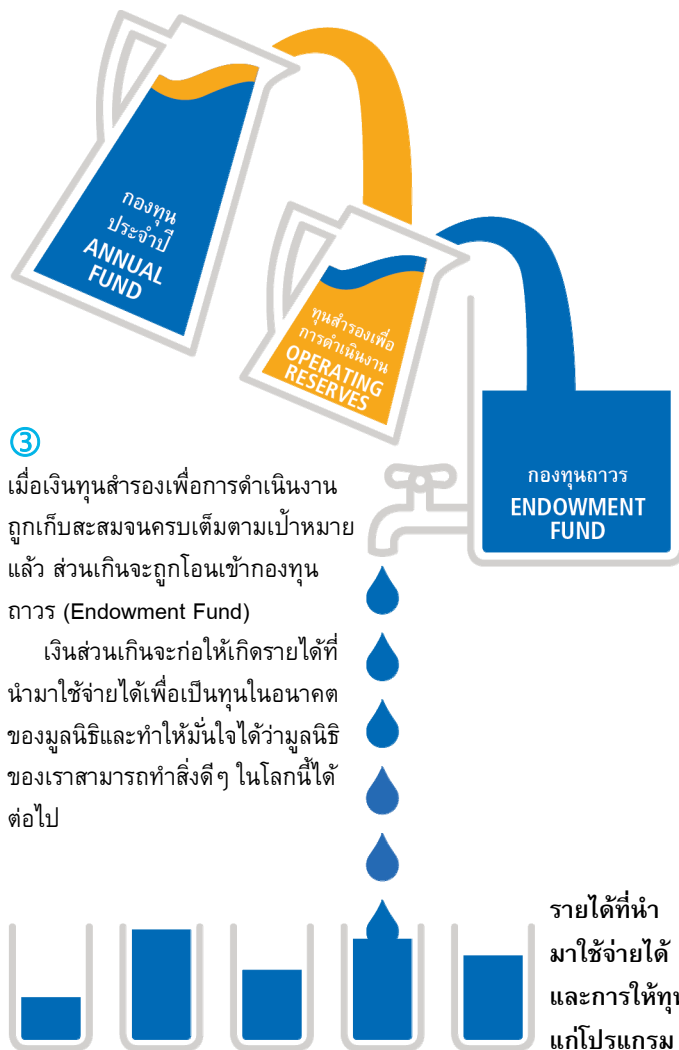 กองทุน
ประจำปี
ANNUAL
FUND
ทุนสำรองเพื่อ
การดำเนินงาน
OPERATING
RESERVES
กองทุนถาวร
ENDOWMENT
FUND
③
เมื่อเงินทุนสำรองเพื่อการดำเนินงาน
ถูกเก็บสะสมจนครบเต็มตามเป้าหมาย
แล้ว ส่วนเกินจะถูกโอนเข้ากองทุน
ถาวร (Endowment Fund)
เงินส่วนเกินจะก่อให้เกิดรายได้ที่
นำมาใช้จ่ายได้เพื่อเป็นทุนในอนาคต
ของมูลนิธิและทำให้มั่นใจได้ว่ามูลนิธิ
ของเราสามารถทำสิ่งดีๆ ในโลกนี้ได้
ต่อไป
รายได้ที่นำ
มาใช้จ่ายได้
และการให้ทุน
แก่โปรแกรม